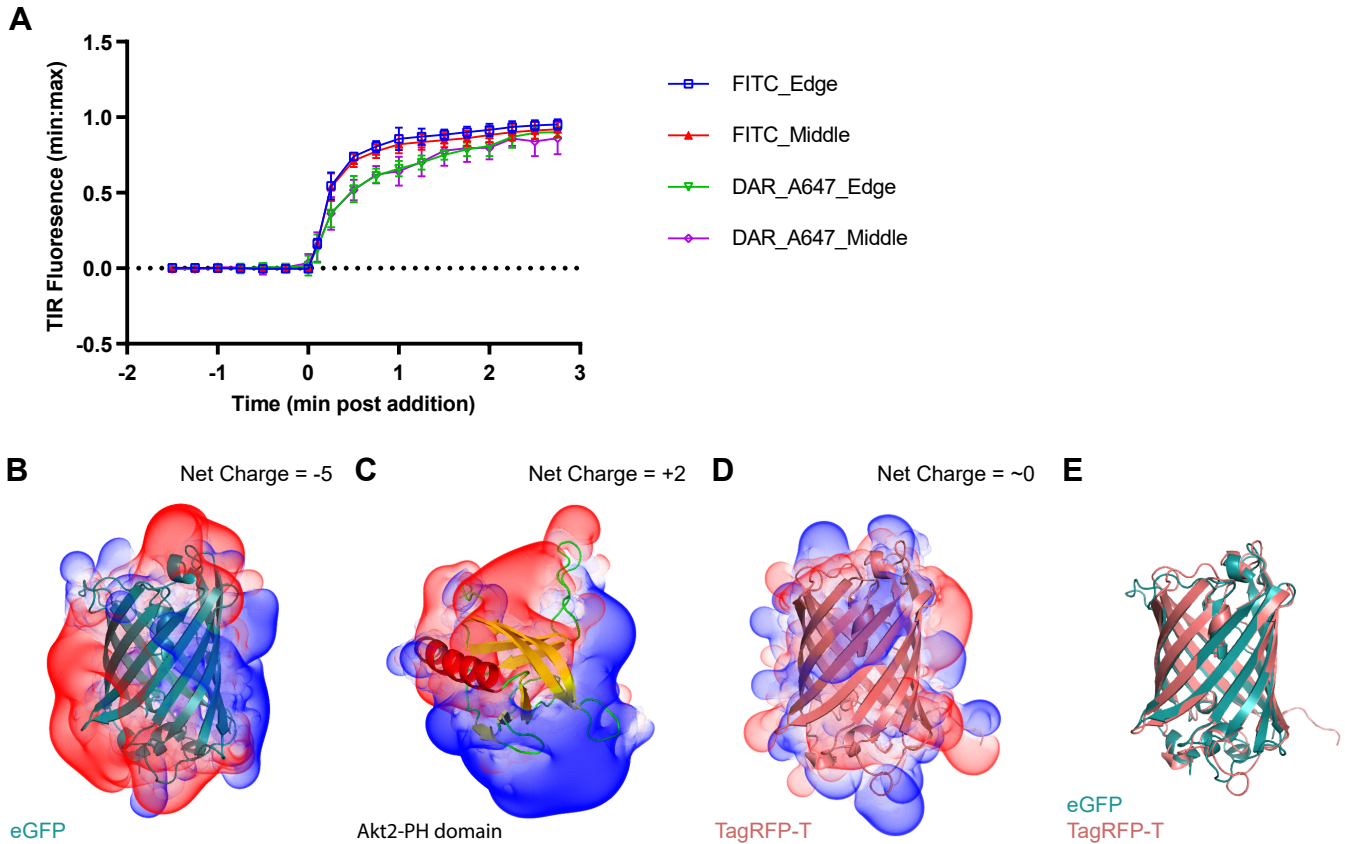 A
1.5
1.0
0.5
0.0
-0.5
TIR Fluoresence (min:max)
-2 -1 0 1 2 3
Time (min post addition)
FITC_Edge
FITC_Middle
DAR_A647_Edge
DAR_A647_Middle
B Net Charge = -5
eGFP
C Net Charge = +2
Akt2-PH domain
D Net Charge = ~0
TagRFP-T
E
eGFP
TagRFP-T